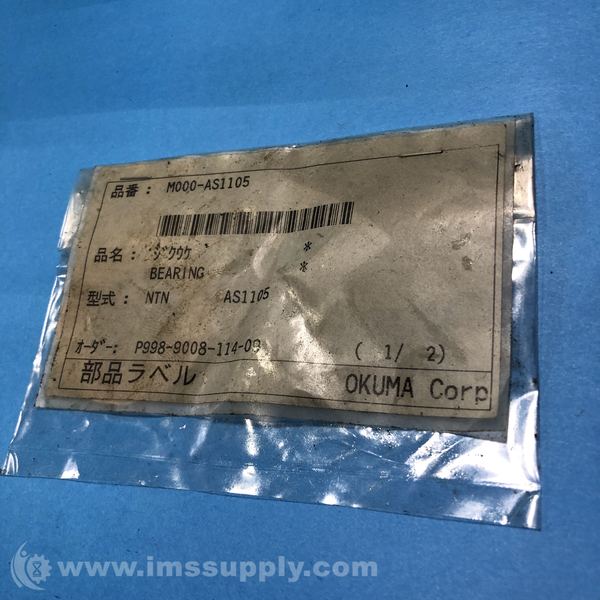 品番: M000-AS1105
品名: ジクウケ *
BEARING *
型式: NTN AS1105
オーダー: P998-9008-114-09 ( 1/ 2)
部品ラベル OKUMA Corp
www.imssupply.com